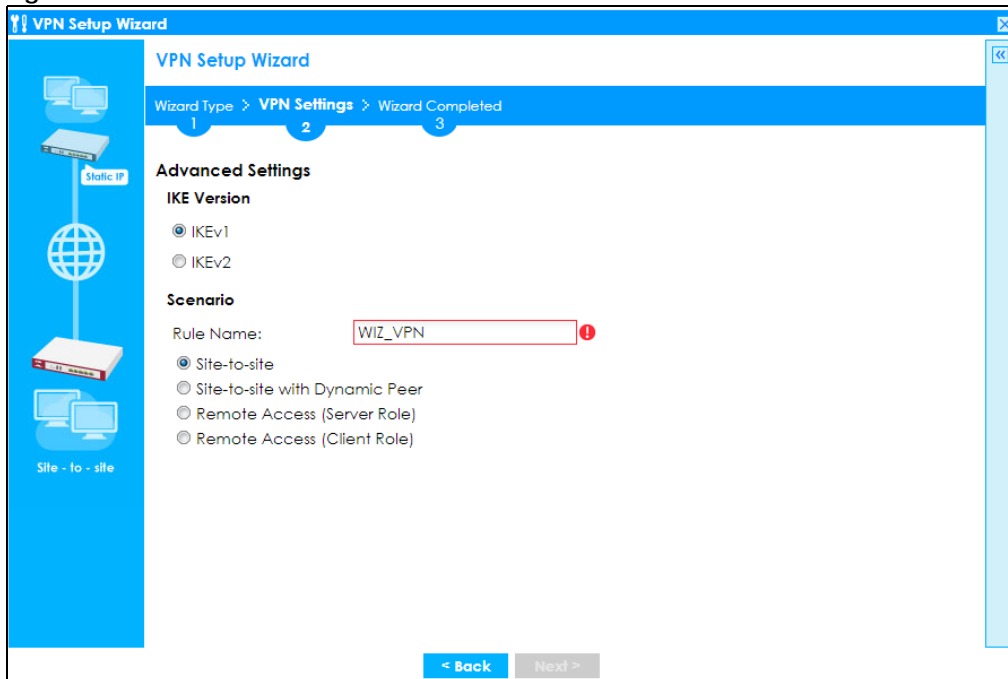 VPN Setup Wizard
VPN Setup Wizard
Wizard Type > VPN Settings > Wizard Completed
1 2 3
Static IP
Advanced Settings
IKE Version
IKEv1
IKEv2
Scenario
Rule Name: WIZ_VPN
Site-to-site
Site-to-site with Dynamic Peer
Remote Access (Server Role)
Remote Access (Client Role)
Site - to - site
< Back Next >